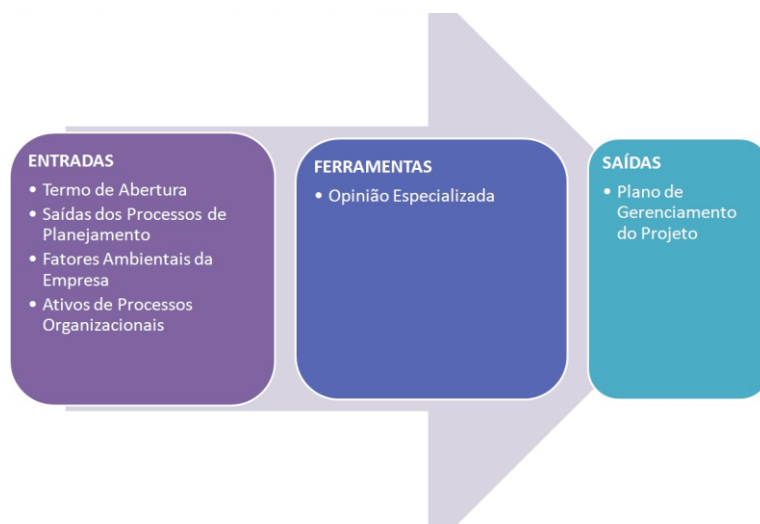 ENTRADAS
• Termo de Abertura
• Saídas dos Processos de
Planejamento
• Fatores Ambientais da
Empresa
• Ativos de Processos
Organizacionais
FERRAMENTAS
• Opinião Especializada
SAÍDAS
• Plano de
Gerenciamento
do Projeto